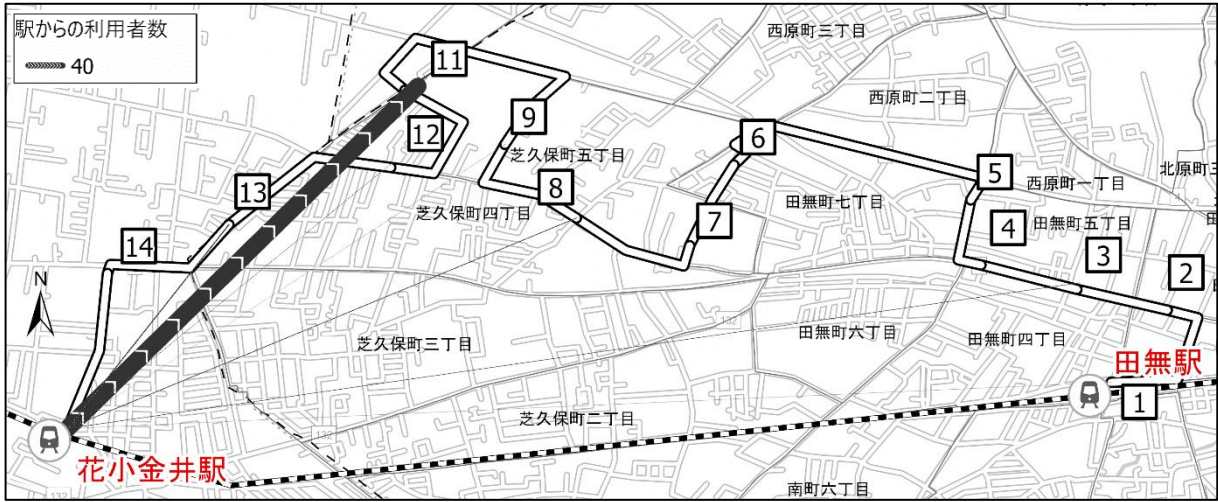 駅からの利用者数
40
西原町三丁目
11
西原町二丁目
9
12
6
芝久保町五丁目
5
西原町一丁目
北原町三
13
8
芝久保町四丁目
7
田無町七丁目
4
田無町五丁目
14
3
2
N
132
田無町六丁目
田無町四丁目
芝久保町三丁目
田無駅
1
芝久保町二丁目
132
花小金井駅
132
南町六丁目